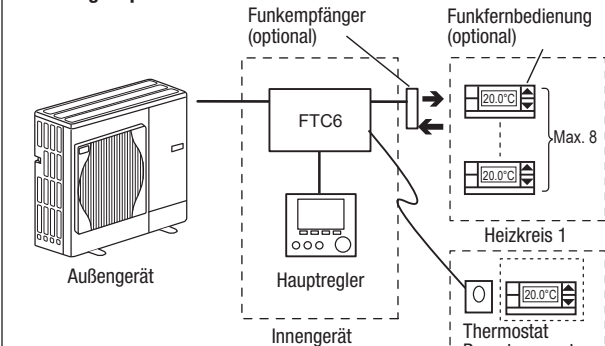 Funkempfänger
(optional)
Funkfernbedienung
(optional)
FTC6
20.0°C
Max. 8
20.0°C
Heizkreis 1
Außengerät
Hauptregler
20.0°C
Innengerät
Thermostat